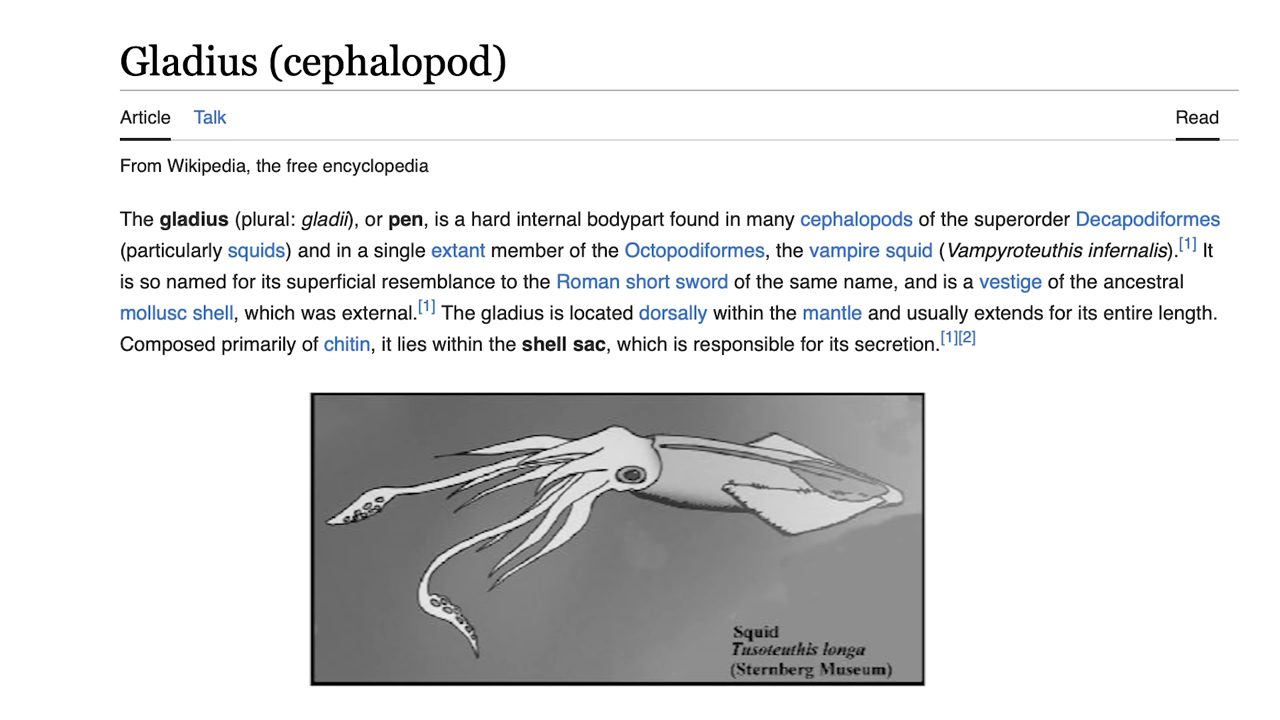 Gladius (cephalopod)
Article Talk Read
From Wikipedia, the free encyclopedia
The gladius (plural: gladii), or pen, is a hard internal bodypart found in many cephalopods of the superorder Decapodiformes
(particularly squids) and in a single extant member of the Octopodiformes, the vampire squid (Vampyroteuthis infernalis).[1] It
is so named for its superficial resemblance to the Roman short sword of the same name, and is a vestige of the ancestral
mollusc shell, which was external.[1] The gladius is located dorsally within the mantle and usually extends for its entire length.
Composed primarily of chitin, it lies within the shell sac, which is responsible for its secretion.[1][2]
Squid
Tusoteuthis longa
(Sternberg Museum)